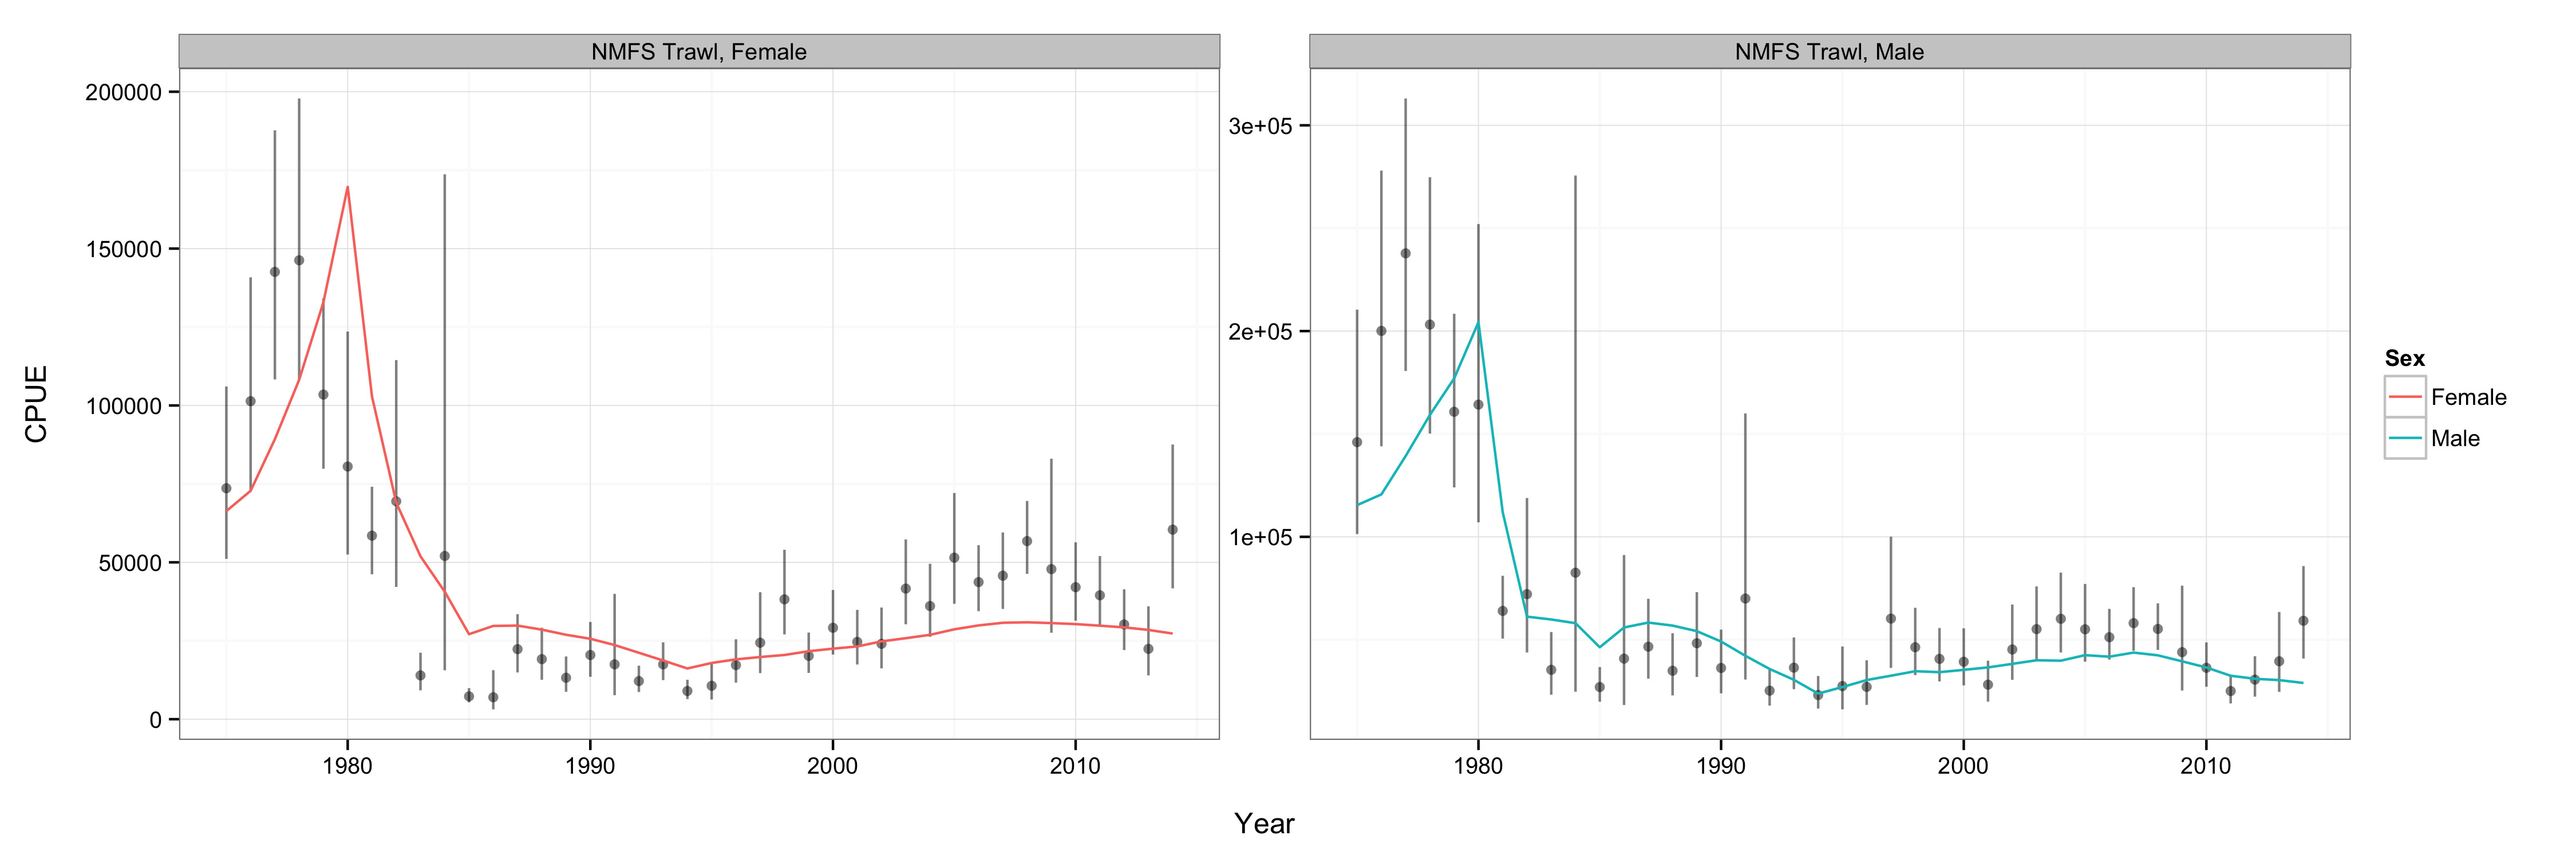 NMFS Trawl, Female
NMFS Trawl, Male
200000
150000
100000
50000
0
3e+05
2e+05
1e+05
CPUE
1980
1990
2000
2010
1980
1990
2000
2010
Year
Sex
Female
Male